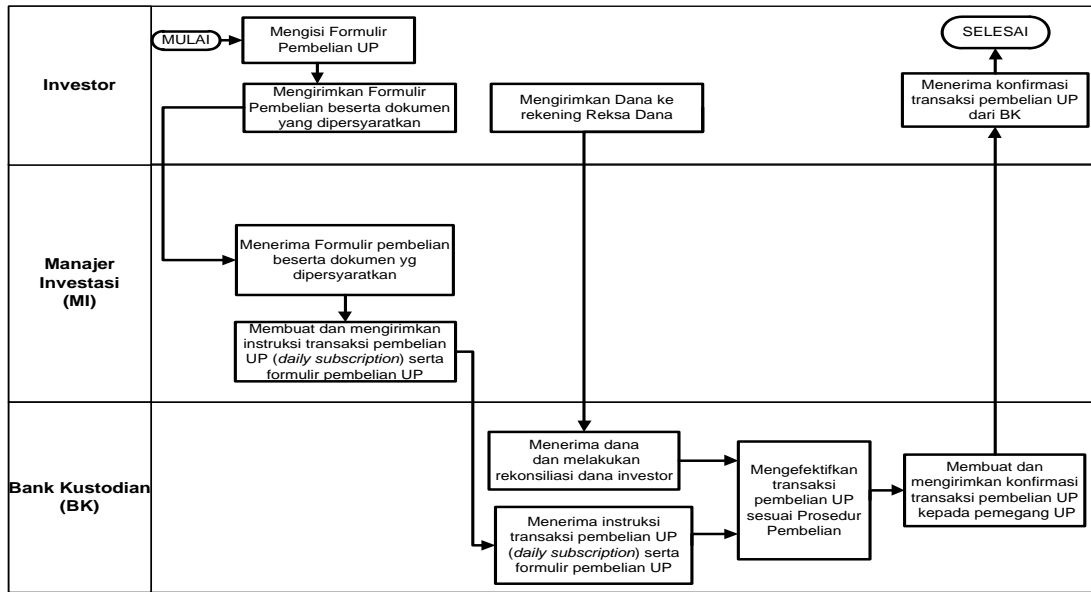 Investor
MULAI
Mengisi Formulir
Pembelian UP
Mengirimkan Formulir
Pembelian beserta dokumen
yang dipersyaratkan
Mengirimkan Dana ke
rekening Reksa Dana
SELESAI
Menerima konfirmasi
transaksi pembelian UP
dari BK
Manajer
Investasi
(MI)
Menerima Formulir pembelian
beserta dokumen yg
dipersyaratkan
Membuat dan mengirimkan
instruksi transaksi pembelian
UP (daily subscription) serta
formulir pembelian UP
Bank Kustodian
(BK)
Menerima dana
dan melakukan
rekonsiliasi dana investor
Menerima instruksi
transaksi pembelian UP
(daily subscription) serta
formulir pembelian UP
Mengefektifkan
transaksi
pembelian UP
sesuai Prosedur
Pembelian
Membuat dan
mengirimkan konfirmasi
transaksi pembelian UP
kepada pemegang UP